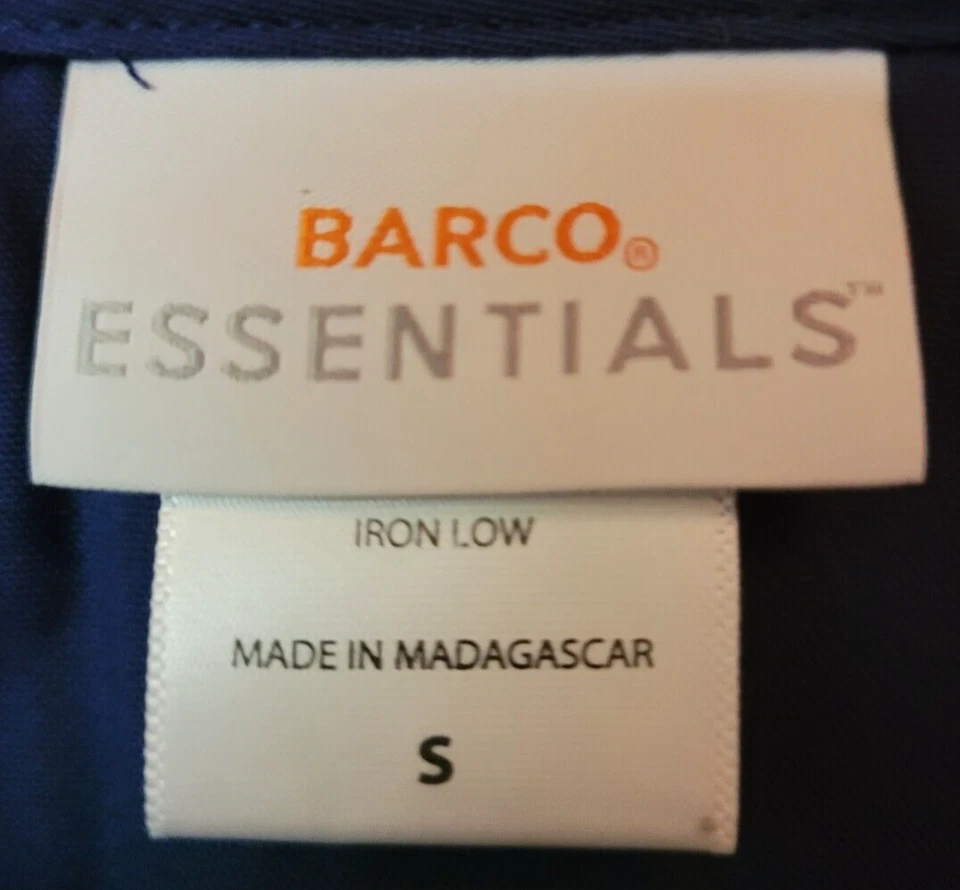 BARCO®
ESSENTIALS™
IRON LOW
MADE IN MADAGASCAR
S